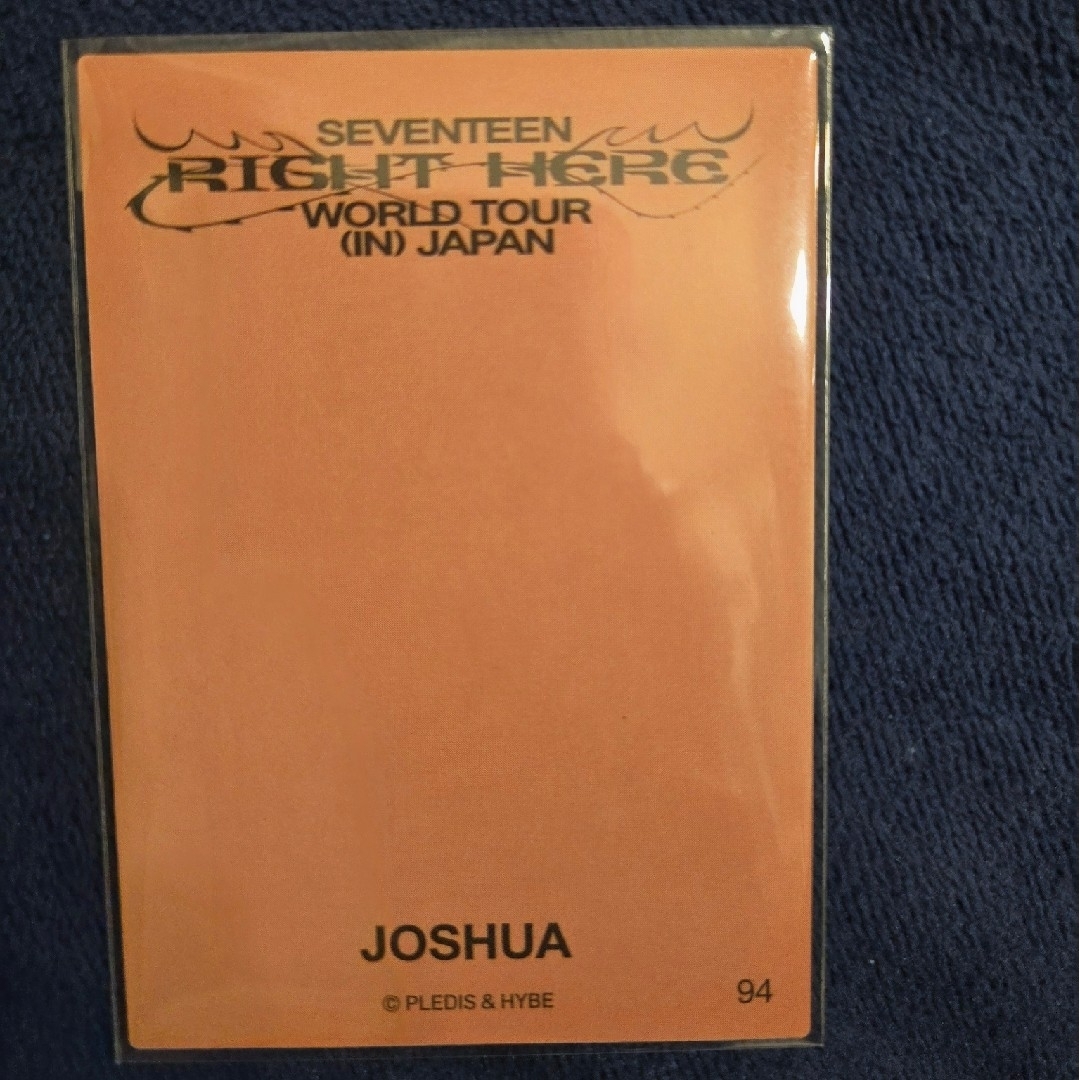 SEVENTEEN
RIGHT HERE
WORLD TOUR
(IN) JAPAN
JOSHUA
© PLEDIS & HYBE
94